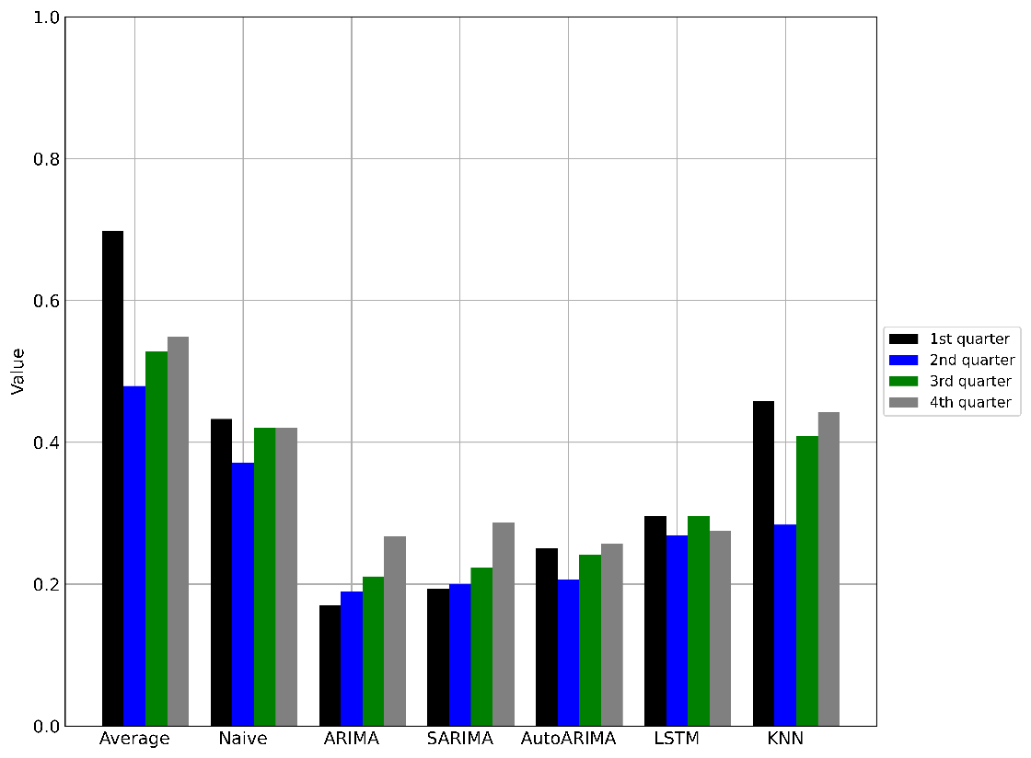 1.0
0.8
0.6
0.4
0.2
0.0
Value
Average Naive ARIMA SARIMA AutoARIMA LSTM KNN
1st quarter
2nd quarter
3rd quarter
4th quarter